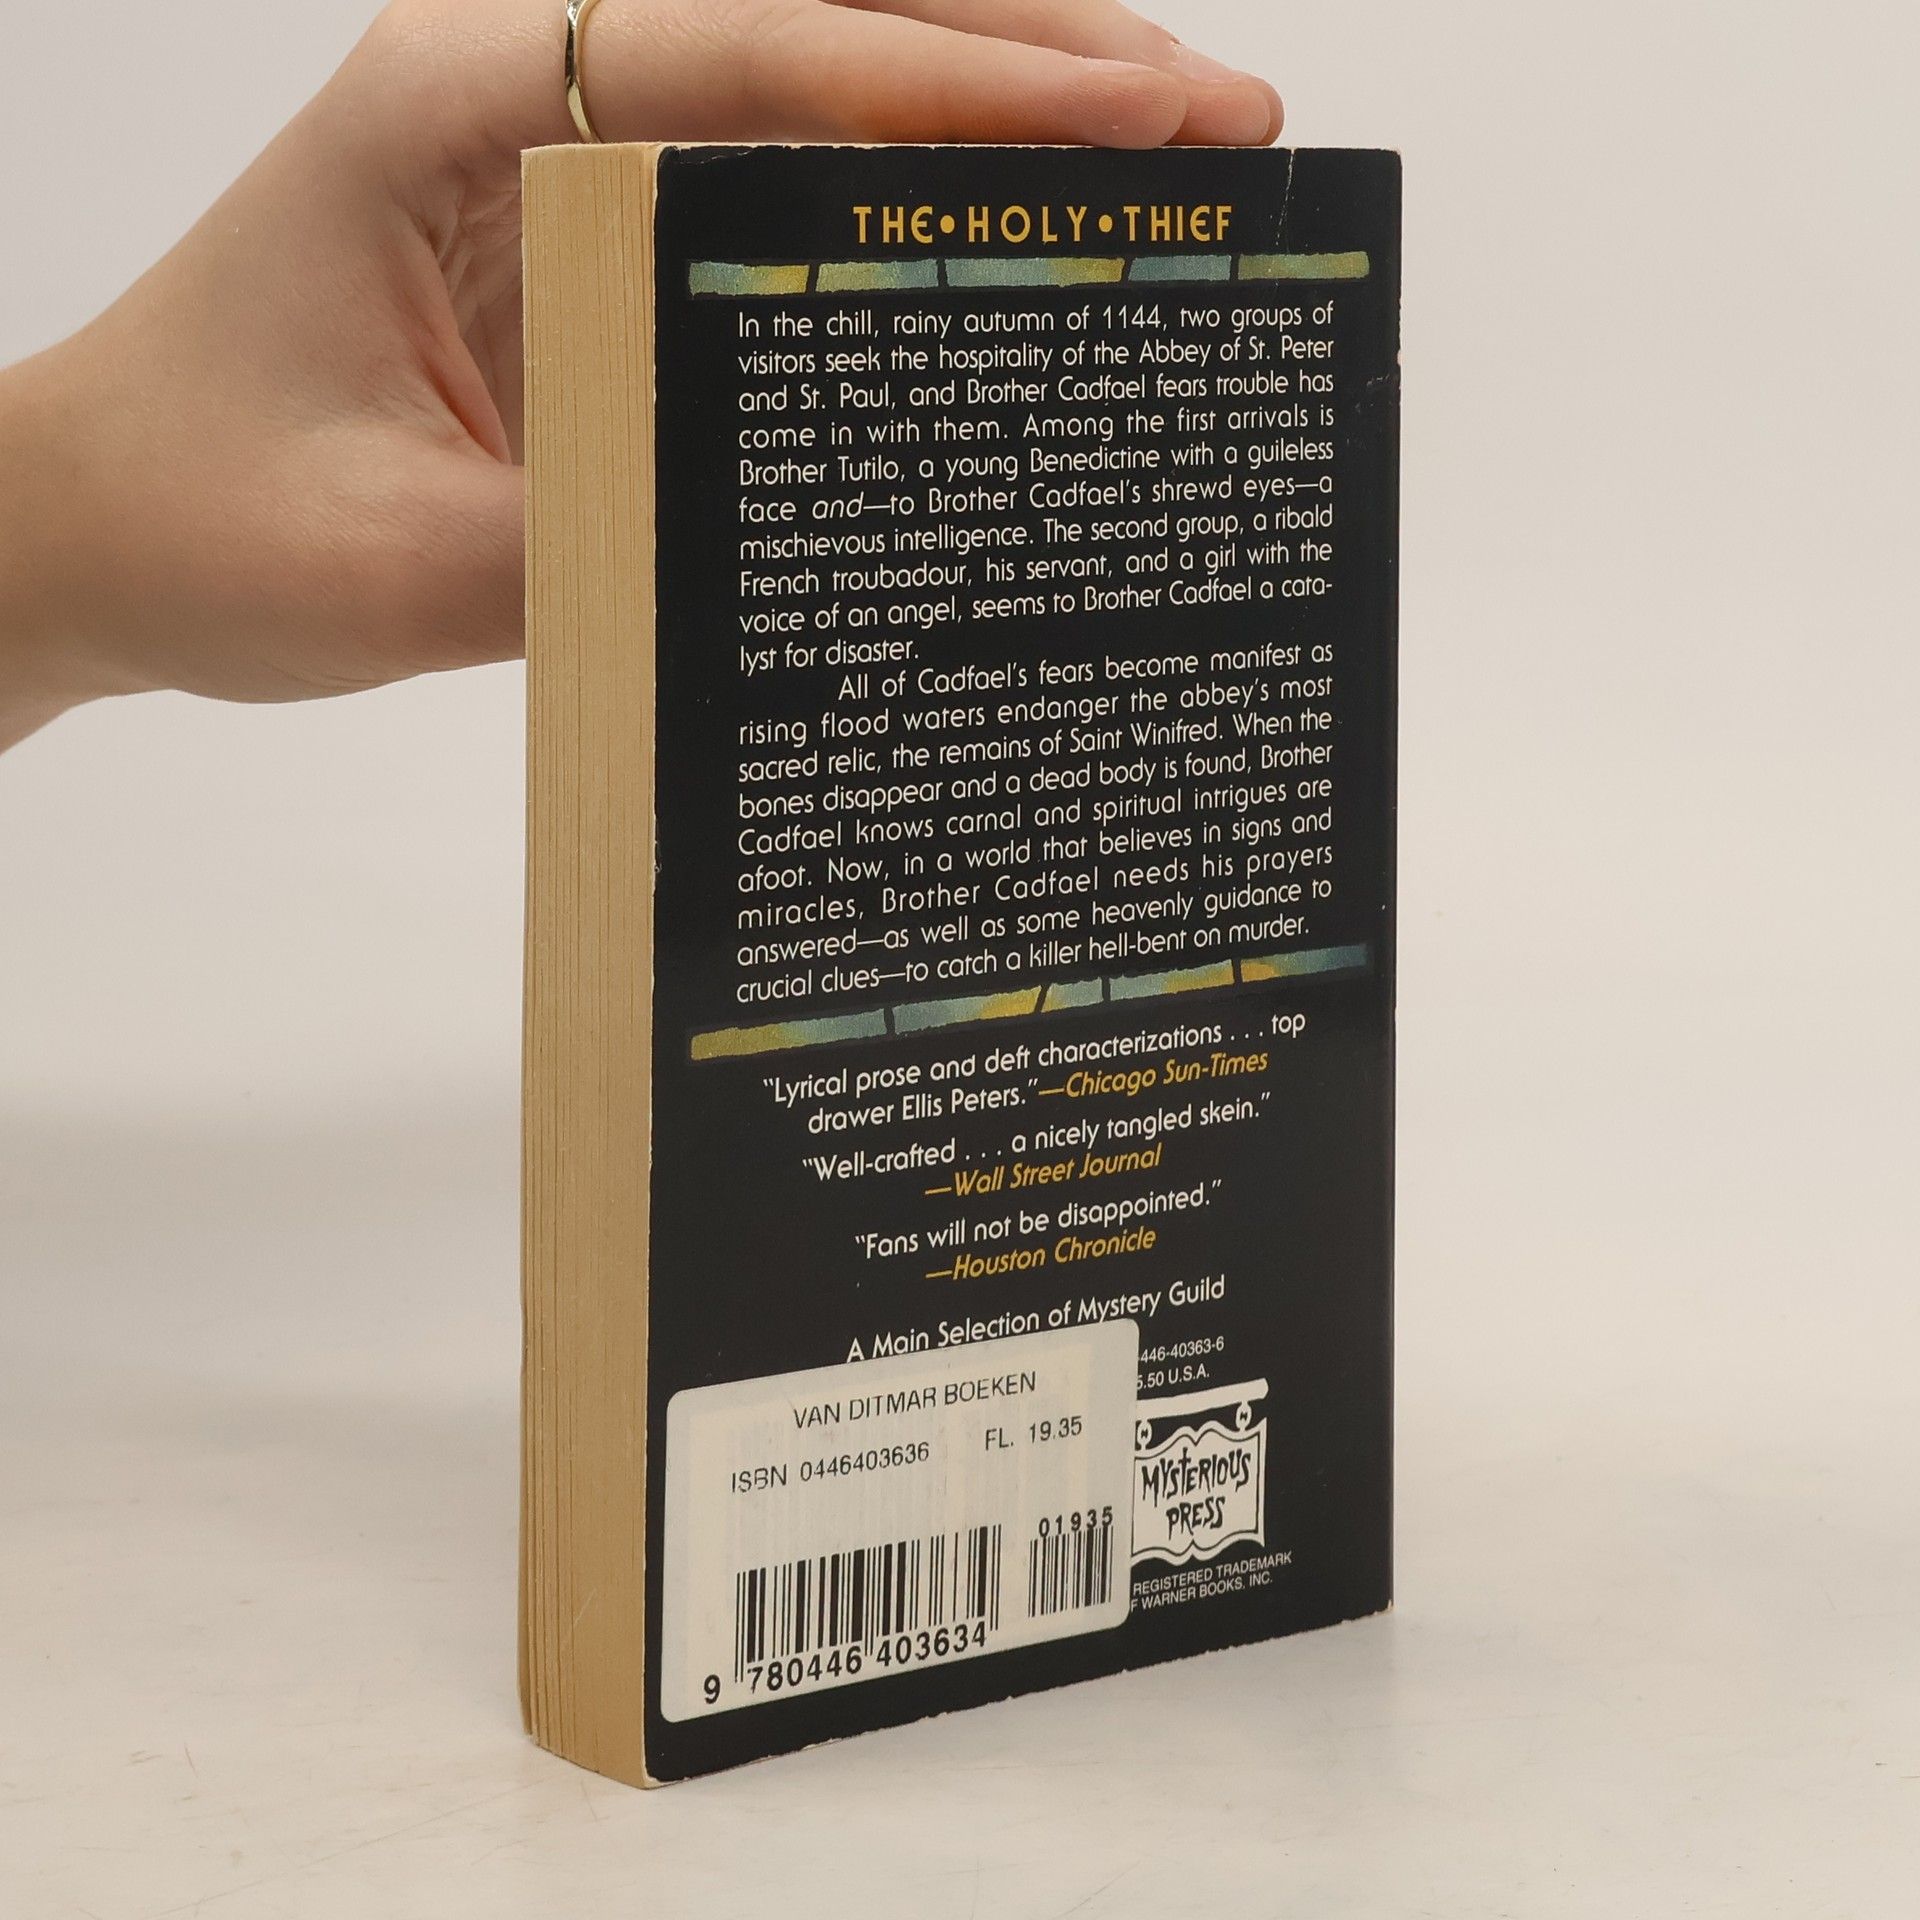 THE•HOLY•THIEF
In the chill, rainy autumn of 1144, two groups of
visitors seek the hospitality of the Abbey of St. Peter
and St. Paul, and Brother Cadfael fears trouble has
come in with them. Among the first arrivals is
Brother Tutilo, a young Benedictine with a guileless
face and—to Brother Cadfael's shrewd eyes—a
mischievous intelligence. The second group, a ribald
French troubadour, his servant, and a girl with the
voice of an angel, seems to Brother Cadfael a cata-
lyst for disaster.
All of Cadfael's fears become manifest as
rising flood waters endanger the abbey's most
sacred relic, the remains of Saint Winifred. When the
bones disappear and a dead body is found, Brother
Cadfael knows carnal and spiritual intrigues are
afoot. Now, in a world that believes in signs and
miracles, Brother Cadfael needs his prayers
answered—as well as some heavenly guidance to
crucial clues—to catch a killer hell-bent on murder.
"Lyrical prose and deft characterizations . . . top
drawer Ellis Peters."—Chicago Sun-Times
"Well-crafted . . . a nicely tangled skein."
—Wall Street Journal
"Fans will not be disappointed."
—Houston Chronicle
A Main Selection of Mystery Guild
446-40363-6
5.50 U.S.A.
VAN DITMAR BOEKEN
ISBN 0446403636 FL. 19.35
01935
9 780446 403634
MYSTERIOUS
PRESS
REGISTERED TRADEMARK
F WARNER BOOKS, INC.